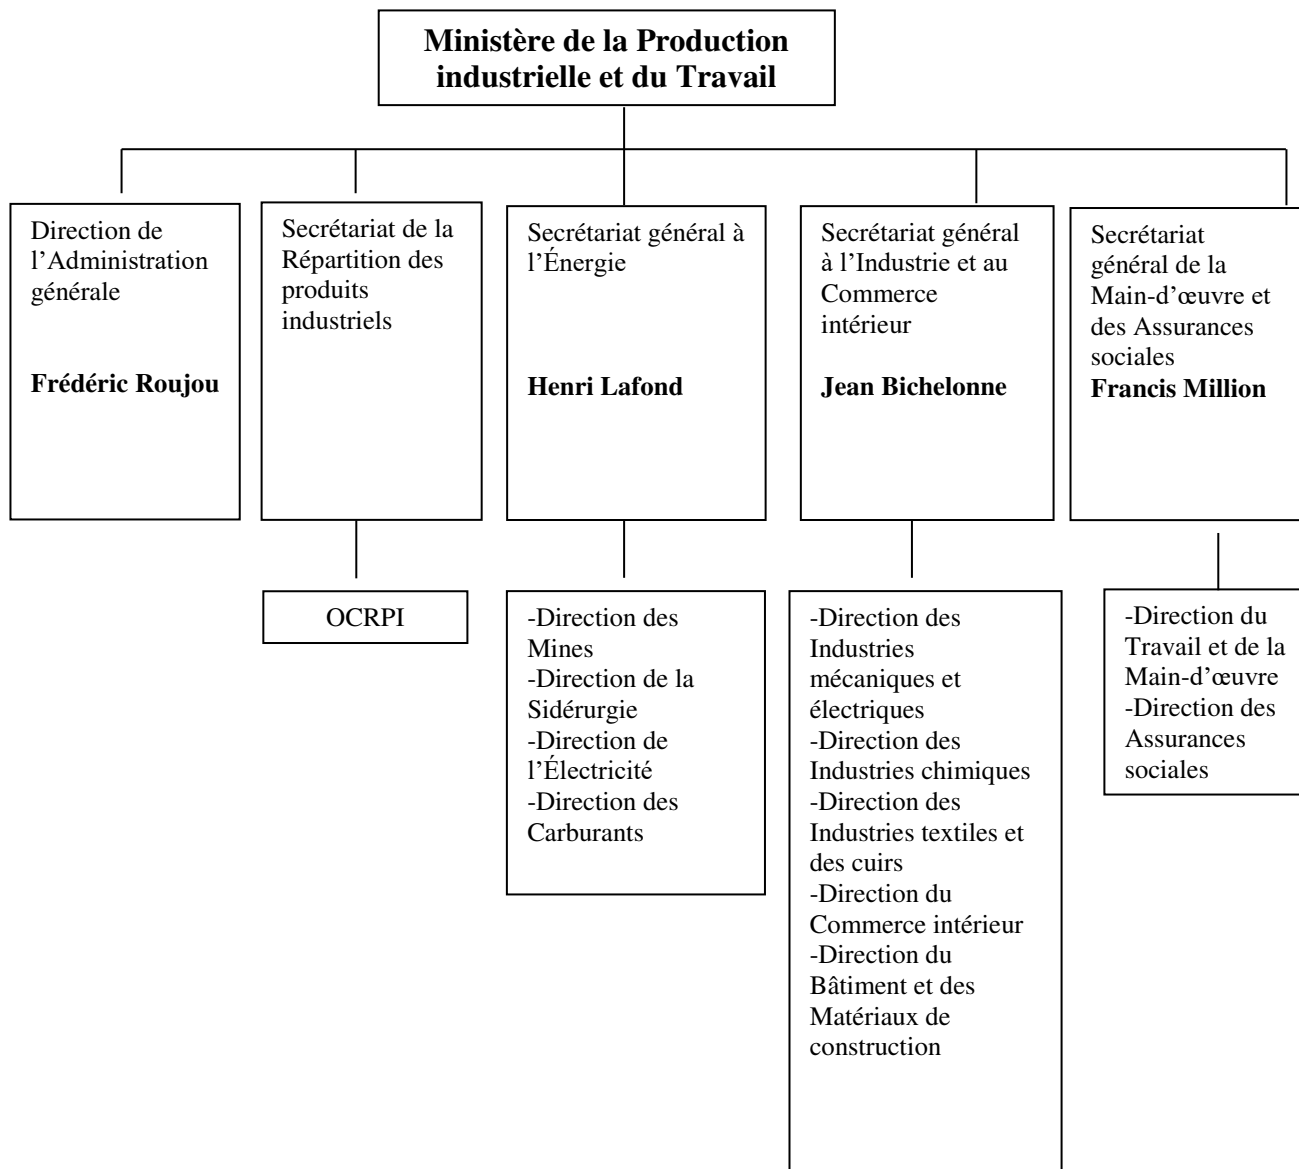 Ministère de la Production
industrielle et du Travail
Direction de
l’Administration
générale
Frédéric Roujou
Secrétariat de la
Répartition des
produits
industriels
Secrétariat général à
l’Énergie
Henri Lafond
Secrétariat général
à l’Industrie et au
Commerce
intérieur
Jean Bichelonne
Secrétariat
général de la
Main-d’œuvre et
des Assurances
sociales
Francis Million
OCRPI
-Direction des
Mines
-Direction de la
Sidérurgie
-Direction de
l’Électricité
-Direction des
Carburants
-Direction des
Industries
mécaniques et
électriques
-Direction des
Industries chimiques
-Direction des
Industries textiles et
des cuirs
-Direction du
Commerce intérieur
-Direction du
Bâtiment et des
Matériaux de
construction
-Direction du
Travail et de la
Main-d’œuvre
-Direction des
Assurances
sociales